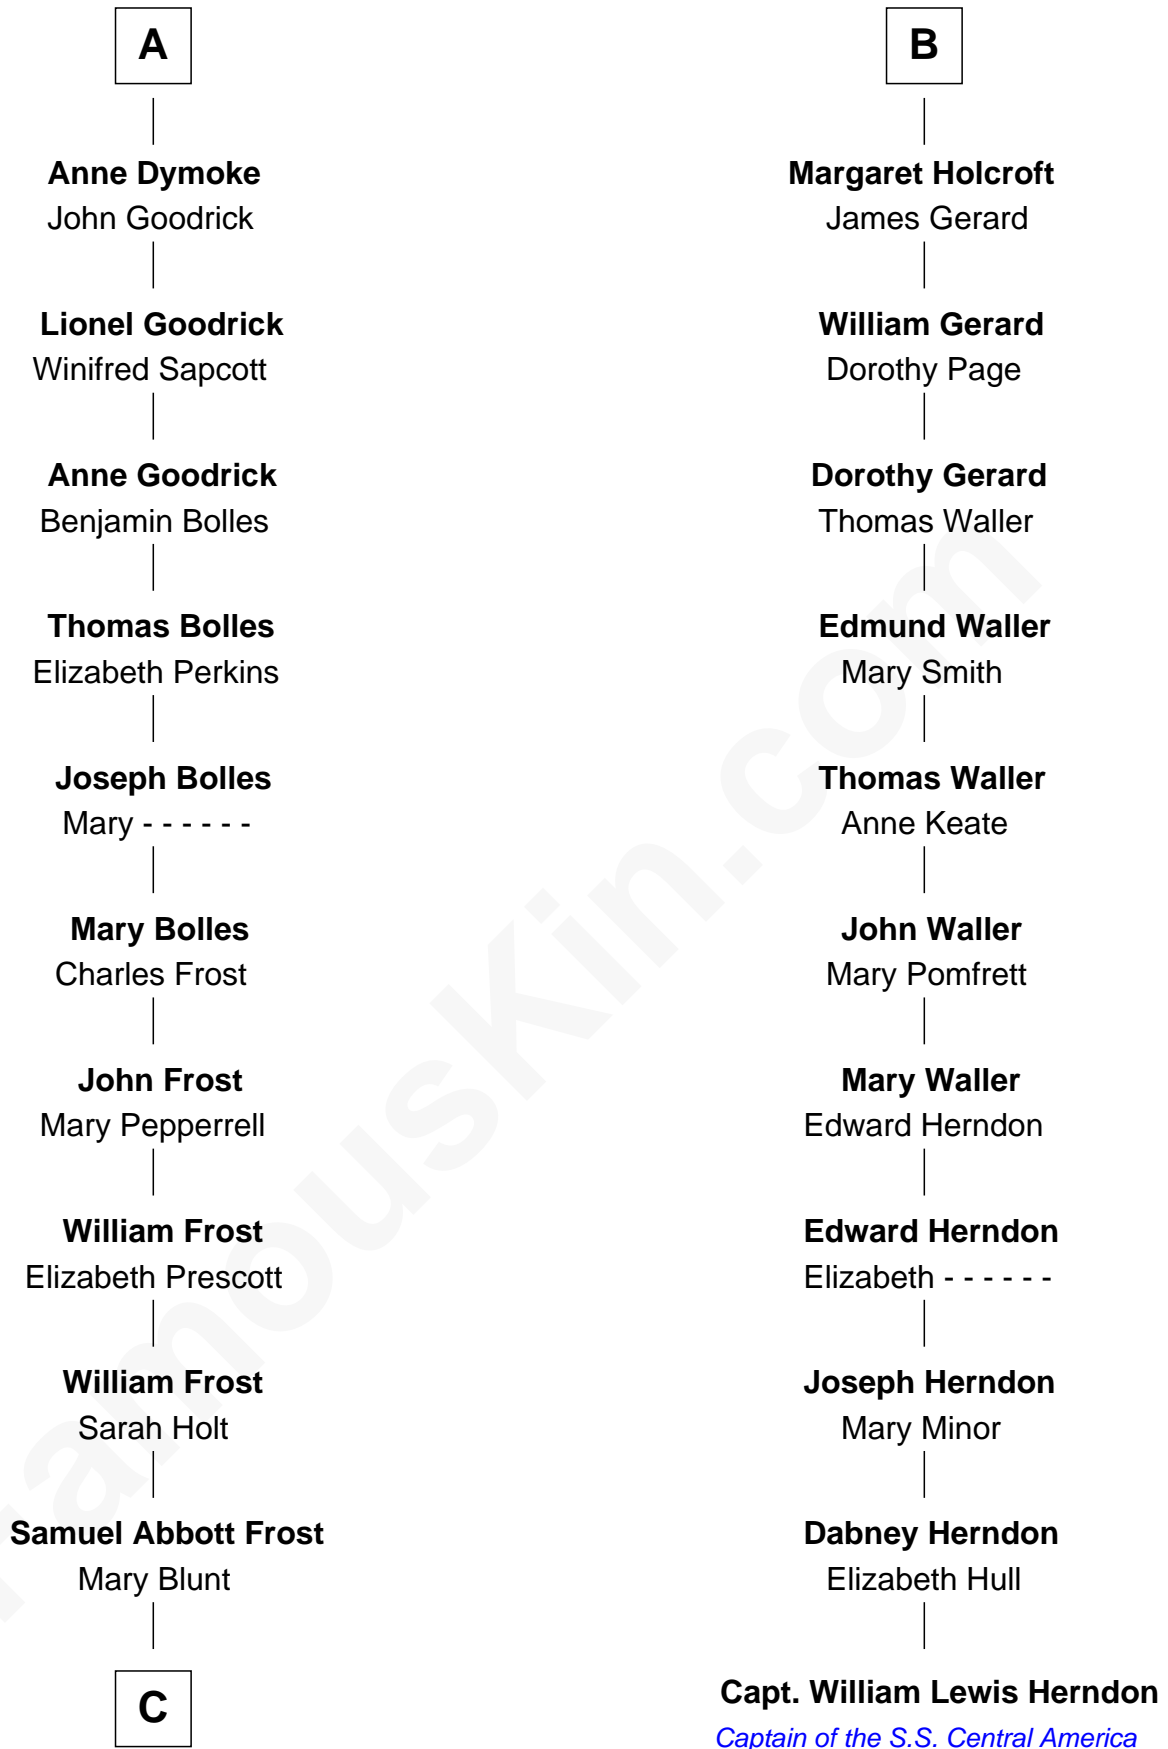 A
Anne Dymoke
John Goodrick
Lionel Goodrick
Winifred Sapcott
Anne Goodrick
Benjamin Bolles
Thomas Bolles
Elizabeth Perkins
Joseph Bolles
Mary - - - - - -
Mary Bolles
Charles Frost
John Frost
Mary Pepperrell
William Frost
Elizabeth Prescott
William Frost
Sarah Holt
Samuel Abbott Frost
Mary Blunt
C
B
Margaret Holcroft
James Gerard
William Gerard
Dorothy Page
Dorothy Gerard
Thomas Waller
Edmund Waller
Mary Smith
Thomas Waller
Anne Keate
John Waller
Mary Pomfrett
Mary Waller
Edward Herndon
Edward Herndon
Elizabeth - - - - - -
Joseph Herndon
Mary Minor
Dabney Herndon
Elizabeth Hull
Capt. William Lewis Herndon
Captain of the S.S. Central America
FamousKin.com